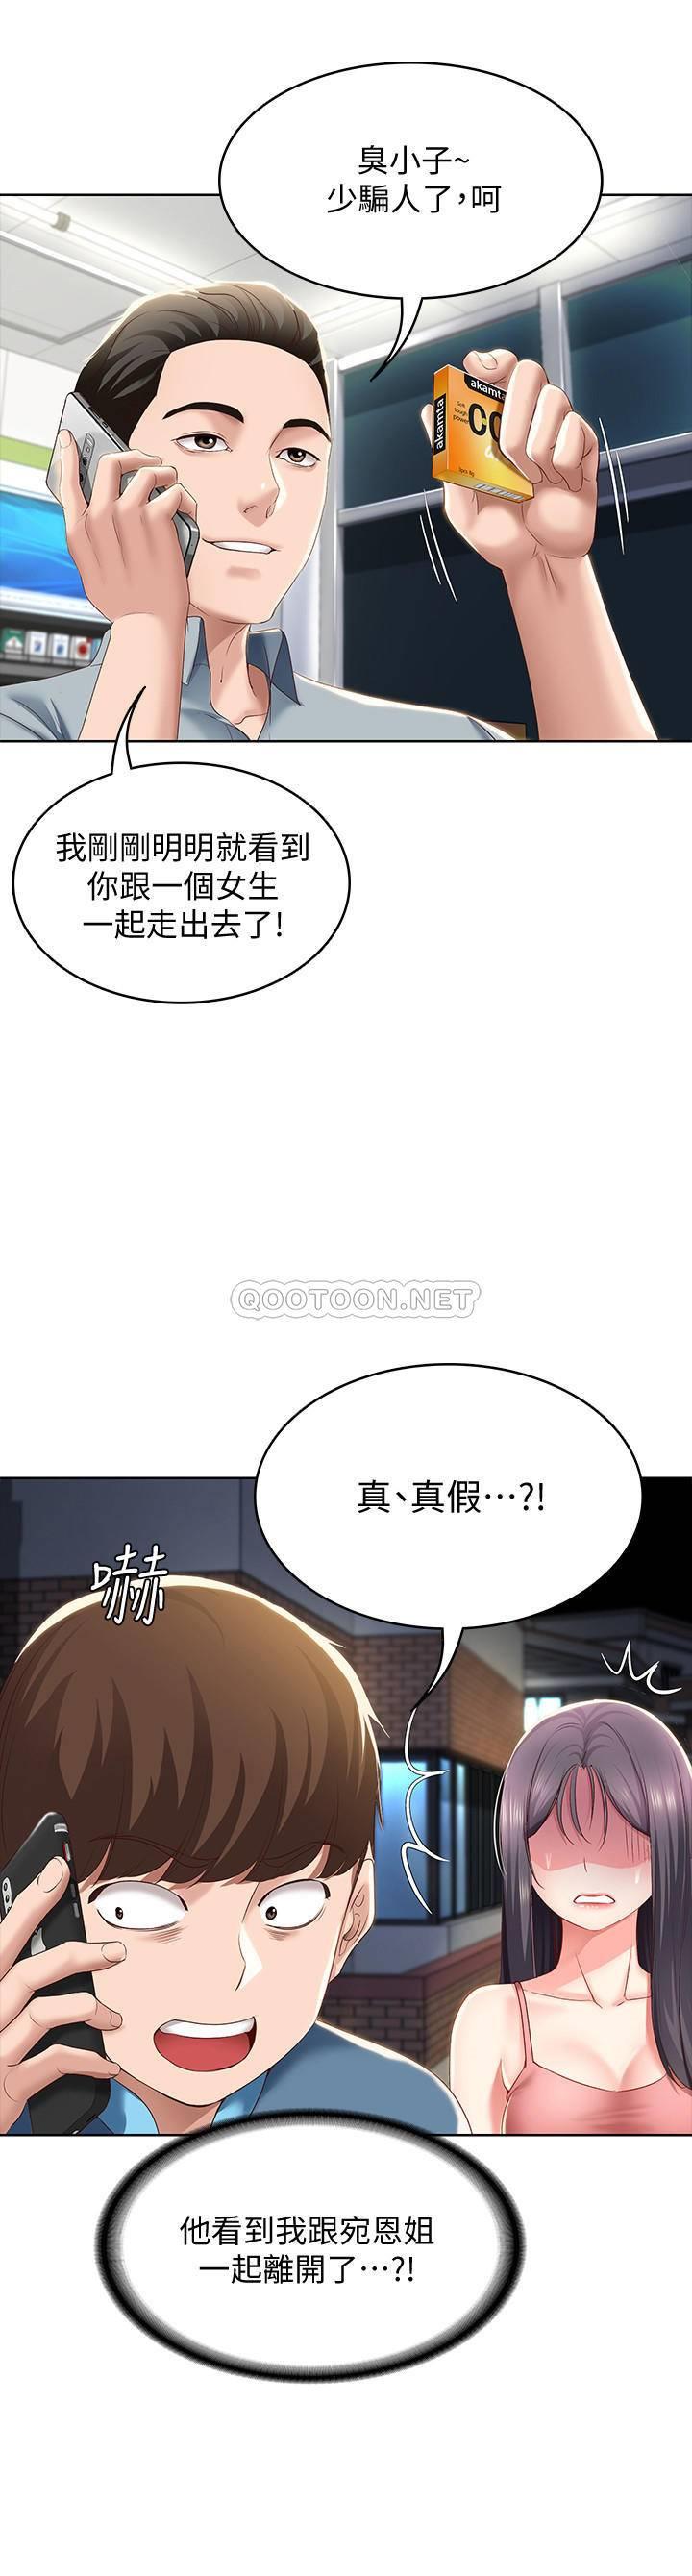 臭小子~
少騙人了,呵
akamta
akamta
CO
我剛剛明明就看到
你跟一個女生
一起走出去了!
QOOTOON.NET
真、真假…?!
嚇
他看到我跟宛恩姐
一起離開了…?!